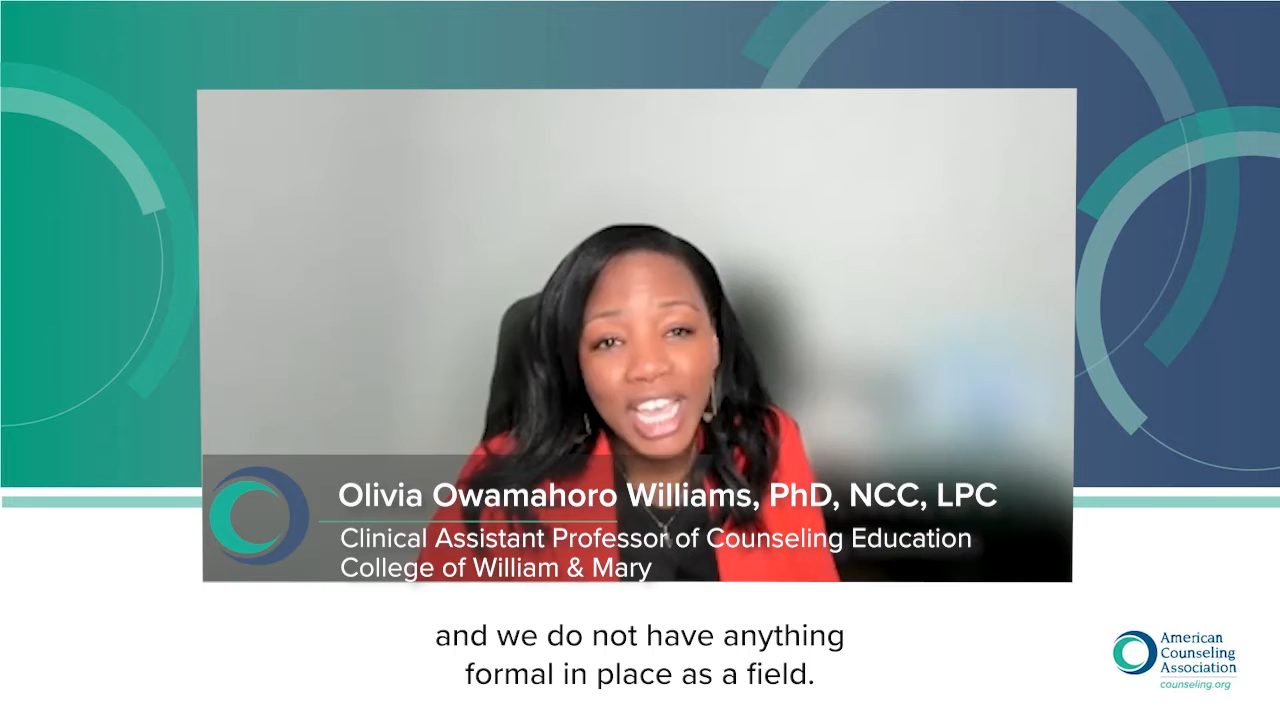 Olivia Owamahoro Williams, PhD, NCC, LPC
Clinical Assistant Professor of Counseling Education
College of William & Mary
and we do not have anything
formal in place as a field.
American
Counseling
Association
counseling.org